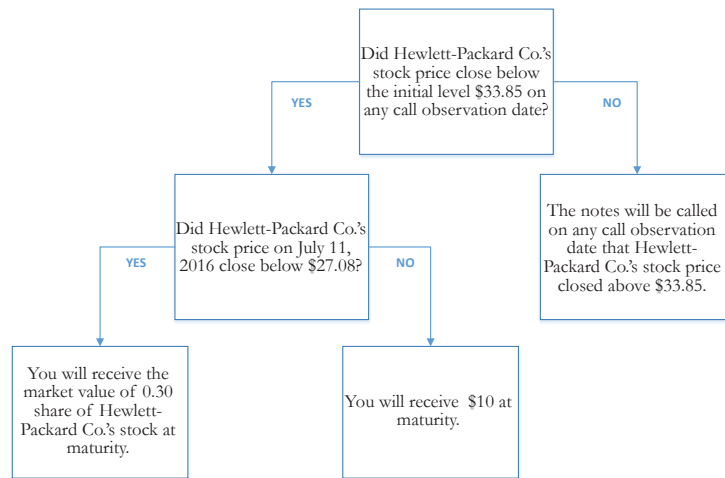 Did Hewlett-Packard Co.'s
stock price close below
the initial level $33.85 on
any call observation date?
YES
NO
Did Hewlett-Packard Co.'s
stock price on July 11,
2016 close below $27.08?
The notes will be called
on any call observation
date that Hewlett-
Packard Co.'s stock price
closed above $33.85.
YES
NO
You will receive the
market value of 0.30
share of Hewlett-
Packard Co.'s stock at
maturity.
You will receive $10 at
maturity.